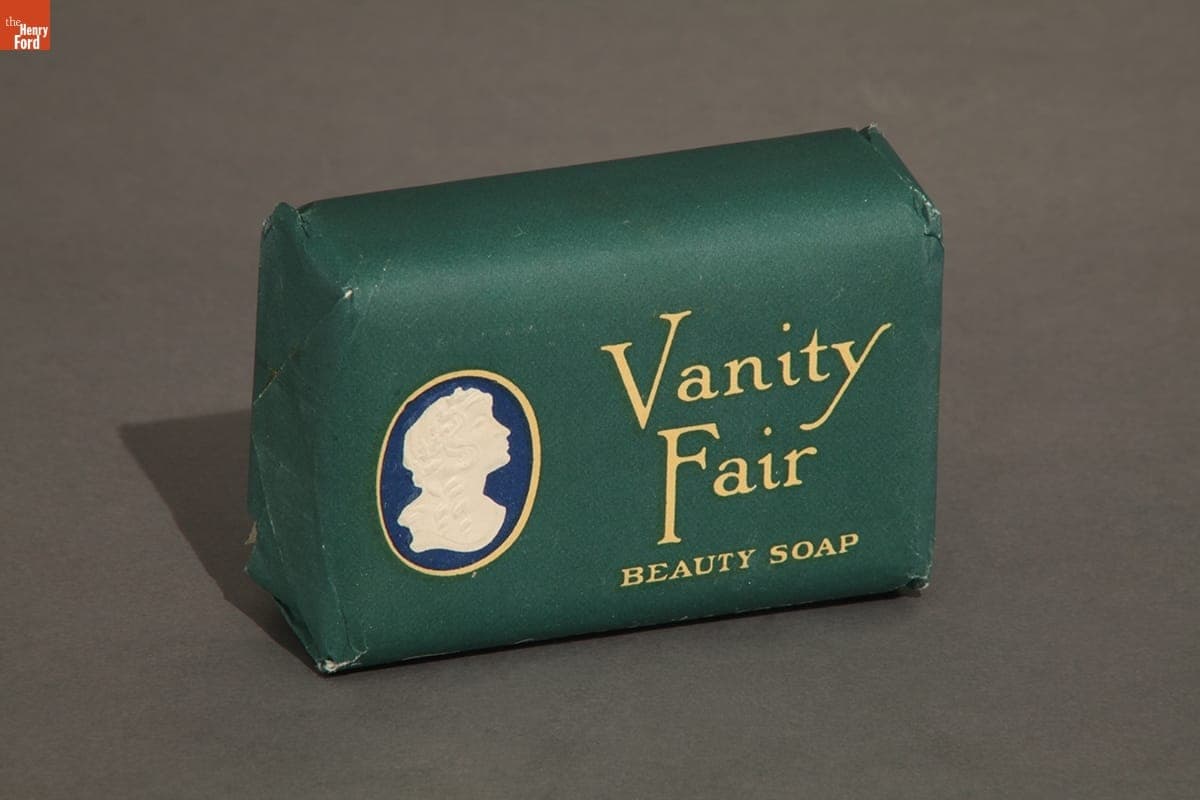 the
Henry
Ford
Vanity
Fair
BEAUTY SOAP